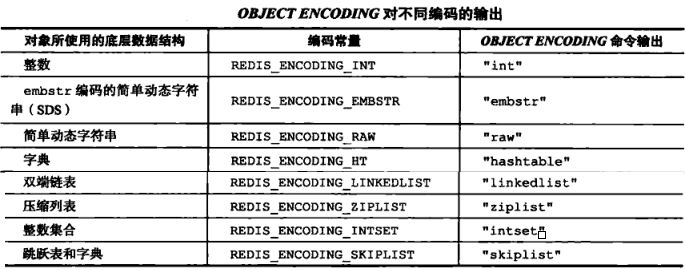 OBJECT ENCODING 对不同编码的输出
对象所使用的底层数据结构 编码常量 OBJECT ENCODING 命令输出
整数 REDIS_ENCODING_INT "int"
embstr 编码的简单动态字符
串（SDS） REDIS_ENCODING_EMBSTR "embstr"
简单动态字符串 REDIS_ENCODING_RAW "raw"
字典 REDIS_ENCODING_HT "hashtable"
双端链表 REDIS_ENCODING_LINKEDLIST "linkedlist"
压缩列表 REDIS_ENCODING_ZIPLIST "ziplist"
整数集合 REDIS_ENCODING_INTSET "intset"
跳跃表和字典 REDIS_ENCODING_SKIPLIST "skiplist"